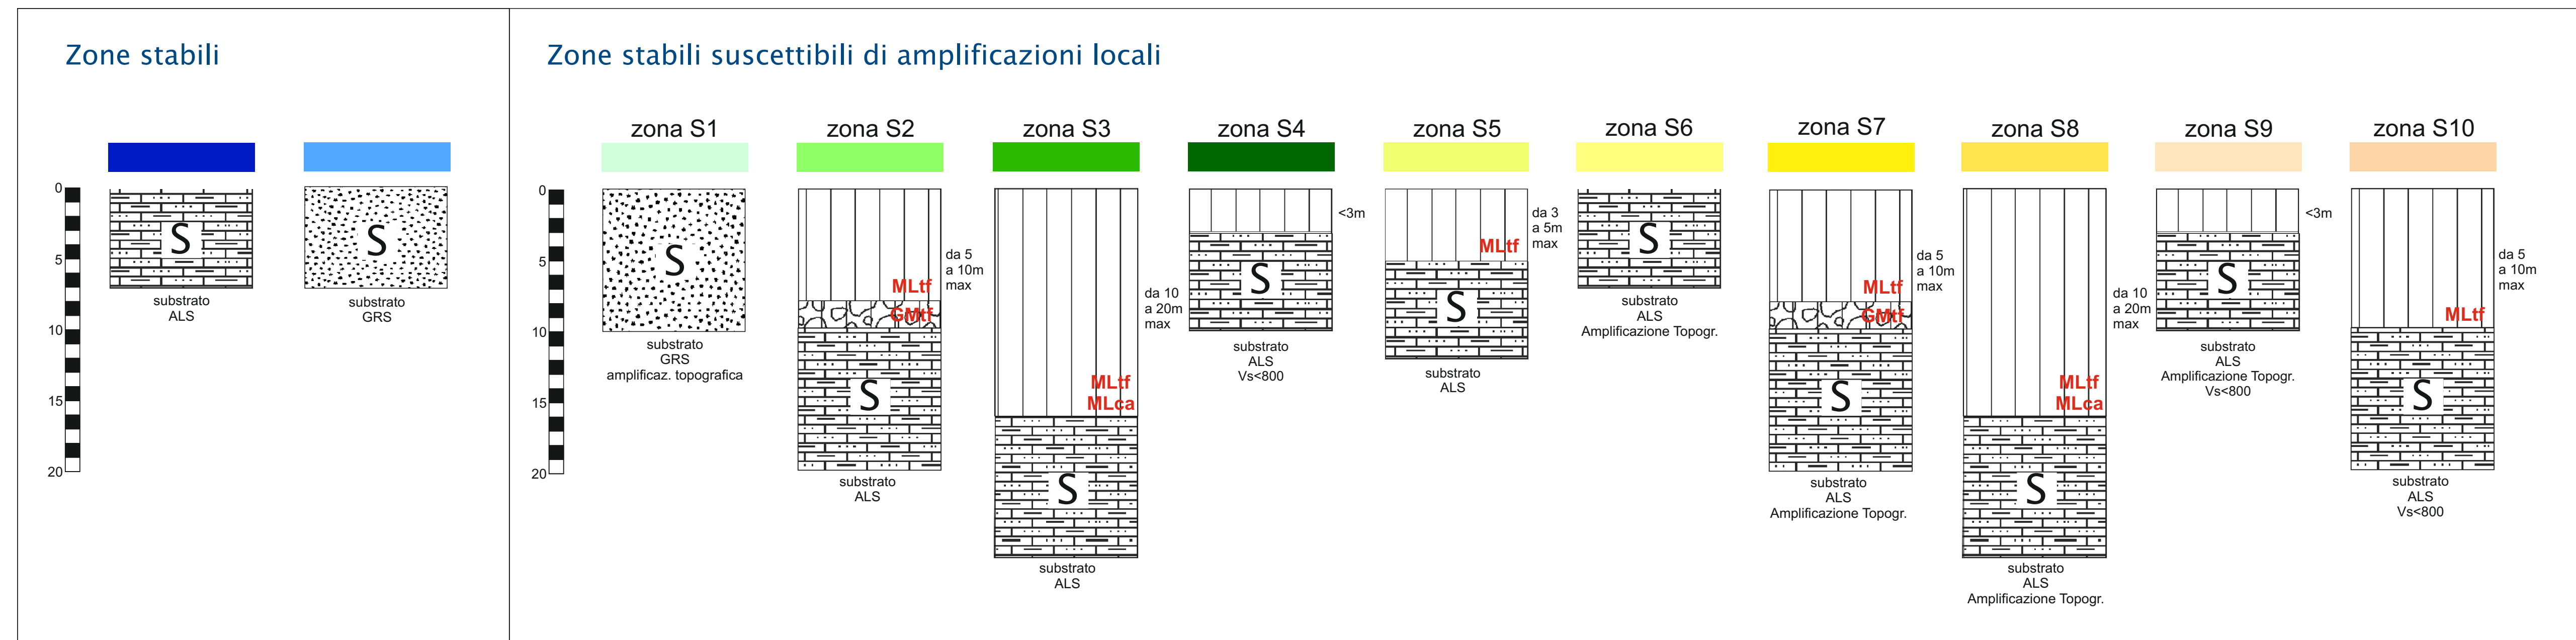 Zone stabili
0
5
10
15
20
S
substrato
ALS
S
substrato
GRS
Zone stabili suscettibili di amplificazioni locali
0
5
10
15
20
zona S1
S
substrato
GRS
amplificaz. topografica
zona S2
da 5
a 10m
max
MLtf
GMtf
S
substrato
ALS
zona S3
da 10
a 20m
max
MLtf
MLca
S
substrato
ALS
zona S4
<3m
S
substrato
ALS
Vs<800
zona S5
da 3
a 5m
max
MLtf
S
substrato
ALS
zona S6
S
substrato
ALS
Amplificazione Topogr.
zona S7
da 5
a 10m
max
MLtf
GMtf
S
substrato
ALS
Amplificazione Topogr.
zona S8
da 10
a 20m
max
MLtf
MLca
S
substrato
ALS
Amplificazione Topogr.
zona S9
<3m
S
substrato
ALS
Amplificazione Topogr.
Vs<800
zona S10
da 5
a 10m
max
MLtf
S
substrato
ALS
Vs<800